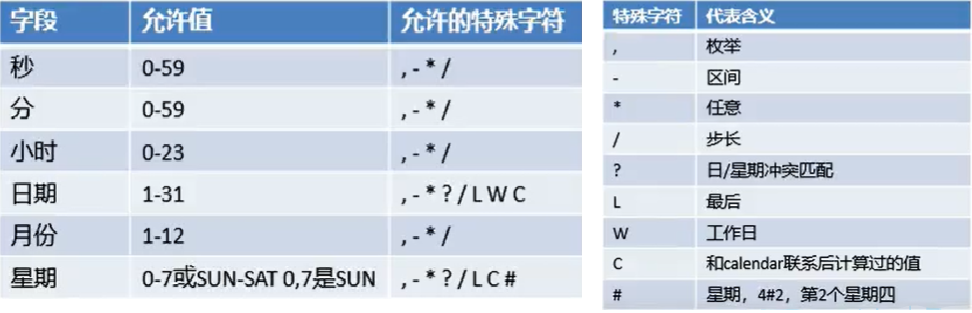 字段 允许值 允许的特殊字符
秒 0-59 , - * /
分 0-59 , - * /
小时 0-23 , - * /
日期 1-31 , - * ? / L W C
月份 1-12 , - * /
星期 0-7或SUN-SAT 0,7是SUN , - * ? / L C #
特殊字符 代表含义
, 枚举
- 区间
* 任意
/ 步长
? 日/星期冲突匹配
L 最后
W 工作日
C 和calendar联系后计算过的值
# 星期，4#2，第2个星期四